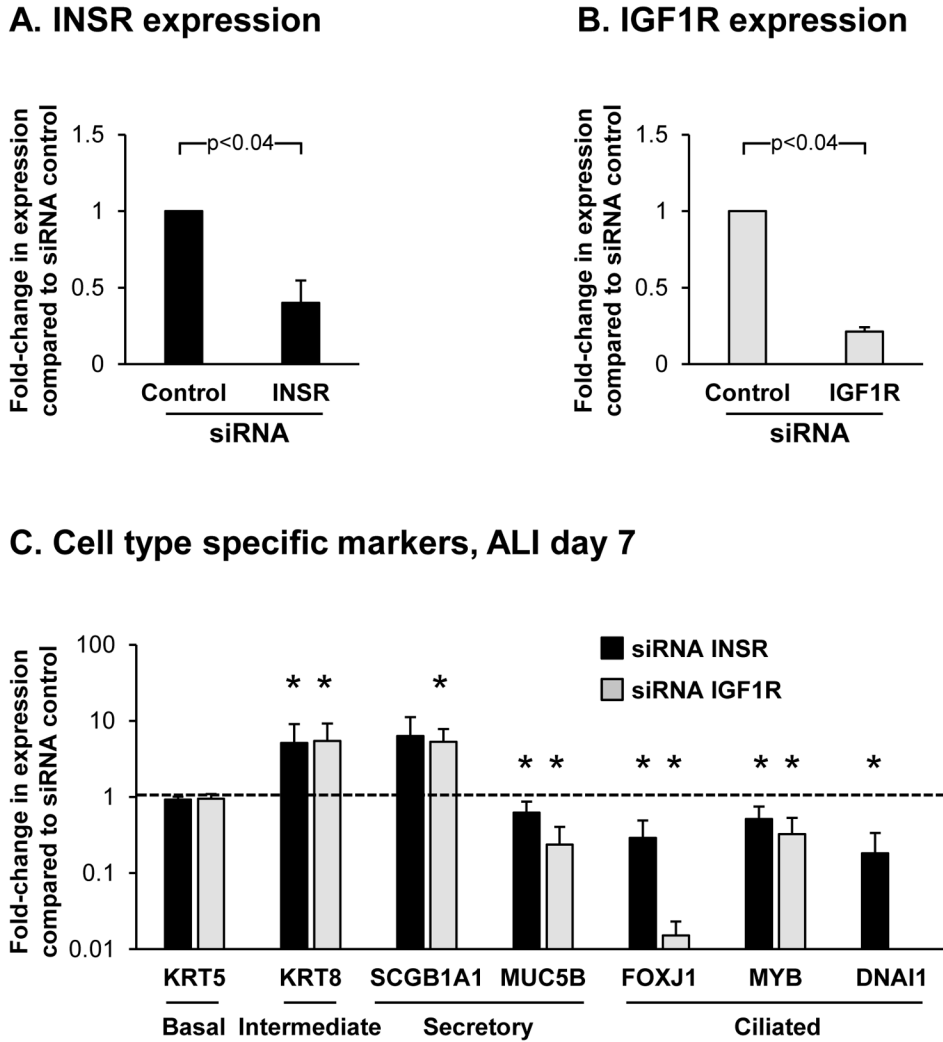 A. INSR expression
B. IGF1R expression
Fold-change in expression
compared to siRNA control
1.5
1
0.5
0
p<0.04
Control
INSR
siRNA
Fold-change in expression
compared to siRNA control
1.5
1
0.5
0
p<0.04
Control
IGF1R
siRNA
C. Cell type specific markers, ALI day 7
Fold-change in expression
compared to siRNA control
100
10
1
0.1
0.01
siRNA INSR
siRNA IGF1R
* * *
* * * * * * *
KRT5 KRT8 SCGB1A1 MUC5B FOXJ1 MYB DNAI1
Basal Intermediate Secretory Ciliated